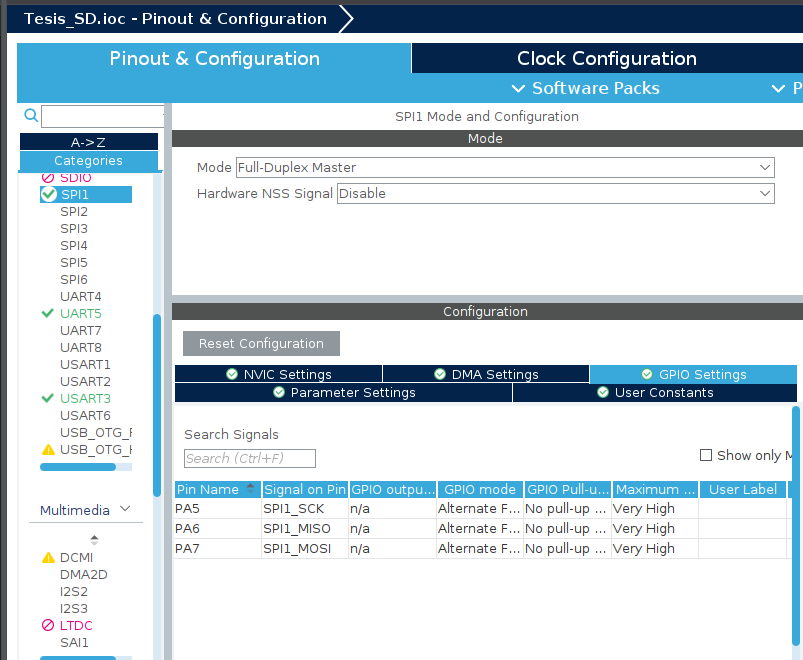 Tesis_SD.ioc - Pinout & Configuration
Pinout & Configuration
Clock Configuration
Software Packs
P
SPI1 Mode and Configuration
A->Z
Categories
SDIO
SPI1
SPI2
SPI3
SPI4
SPI5
SPI6
UART4
UART5
UART7
UART8
USART1
USART2
USART3
USART6
USB_OTG_F
USB_OTG_H
Multimedia
DCMI
DMA2D
I2S2
I2S3
LTDC
SAI1
Mode
Mode Full-Duplex Master
Hardware NSS Signal Disable
Configuration
Reset Configuration
NVIC Settings
DMA Settings
GPIO Settings
Parameter Settings
User Constants
Search Signals
Search (Ctrl+F)
Show only M
Pin Name Signal on Pin GPIO outpu... GPIO mode GPIO Pull-u... Maximum ... User Label
PA5 SPI1_SCK n/a Alternate F... No pull-up ... Very High
PA6 SPI1_MISO n/a Alternate F... No pull-up ... Very High
PA7 SPI1_MOSI n/a Alternate F... No pull-up ... Very High